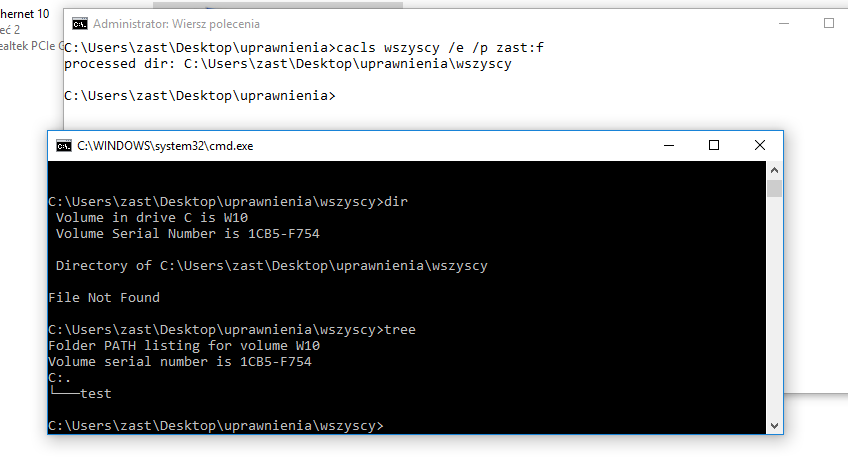 hernet 10
eć 2
ealtek PCIe G
Administrator: Wiersz polecenia
C:\Users\zast\Desktop\uprawnienia>cacls wszyscy /e /p zast:f
processed dir: C:\Users\zast\Desktop\uprawnienia\wszyscy
C:\Users\zast\Desktop\uprawnienia>
C:\WINDOWS\system32\cmd.exe
C:\Users\zast\Desktop\uprawnienia\wszyscy>dir
Volume in drive C is W10
Volume Serial Number is 1CB5-F754
Directory of C:\Users\zast\Desktop\uprawnienia\wszyscy
File Not Found
C:\Users\zast\Desktop\uprawnienia\wszyscy>tree
Folder PATH listing for volume W10
Volume serial number is 1CB5-F754
C:.
└───test
C:\Users\zast\Desktop\uprawnienia\wszyscy>